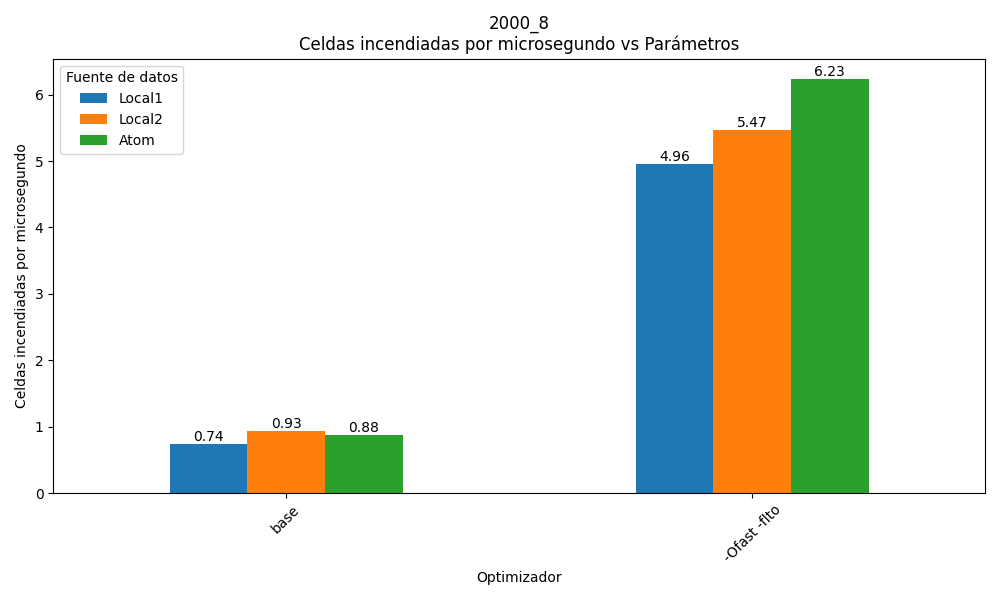 2000_8
Celdas incendiadas por microsegundo vs Parámetros
Fuente de datos
Local1
Local2
Atom
Celdas incendiadas por microsegundo
6
5
4
3
2
1
0
0.74
0.93
0.88
4.96
5.47
6.23
base
-Ofast -flto
Optimizador